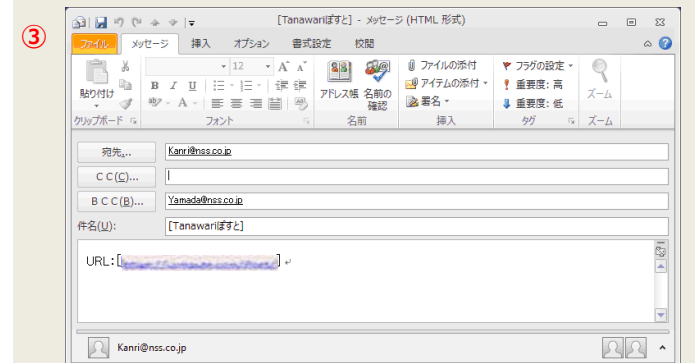 ③
[Tanawariぽすと] - メッセージ (HTML 形式)
ファイル メッセージ 挿入 オプション 書式設定 校閲
貼り付け
クリップボード
12
B I U
フォント
アドレス帳 名前の確認
名前
ファイルの添付
アイテムの添付
署名
挿入
フラグの設定
重要度: 高
重要度: 低
タグ
ズーム
ズーム
宛先... Kanri@nss.co.jp
C C(C)...
B C C(B)... Yamada@nss.co.jp
件名(U): [Tanawariぽすと]
URL:[ ]
Kanri@nss.co.jp